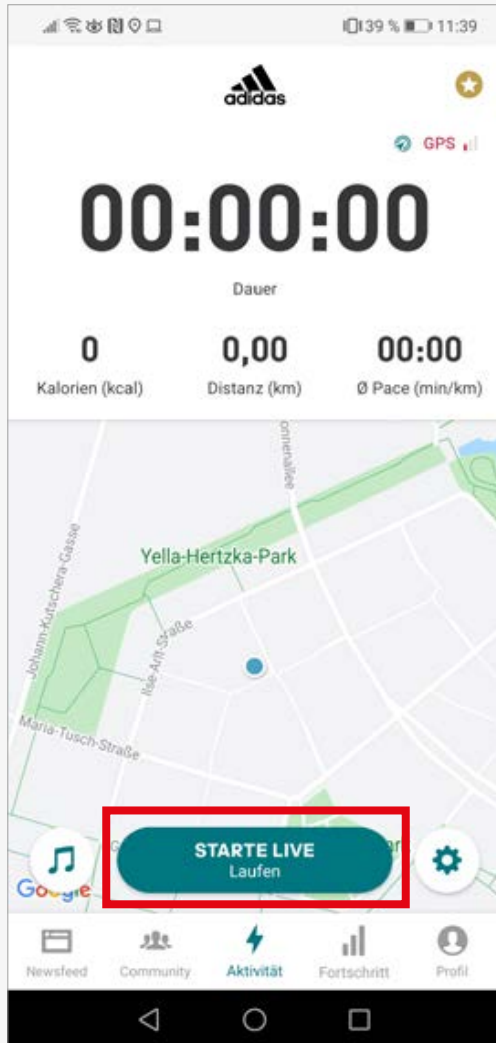 39 % 11:39
adidas
GPS
00:00:00
Dauer
0 0,00 00:00
Kalorien (kcal) Distanz (km) Ø Pace (min/km)
onnenallee
Johann-Kutschera-Gasse
Yella-Hertzka-Park
Ilse-Arlt-Straße
Maria-Tusch-Straße
STARTE LIVE
Laufen
Google
Newsfeed Community Aktivität Fortschritt Profil